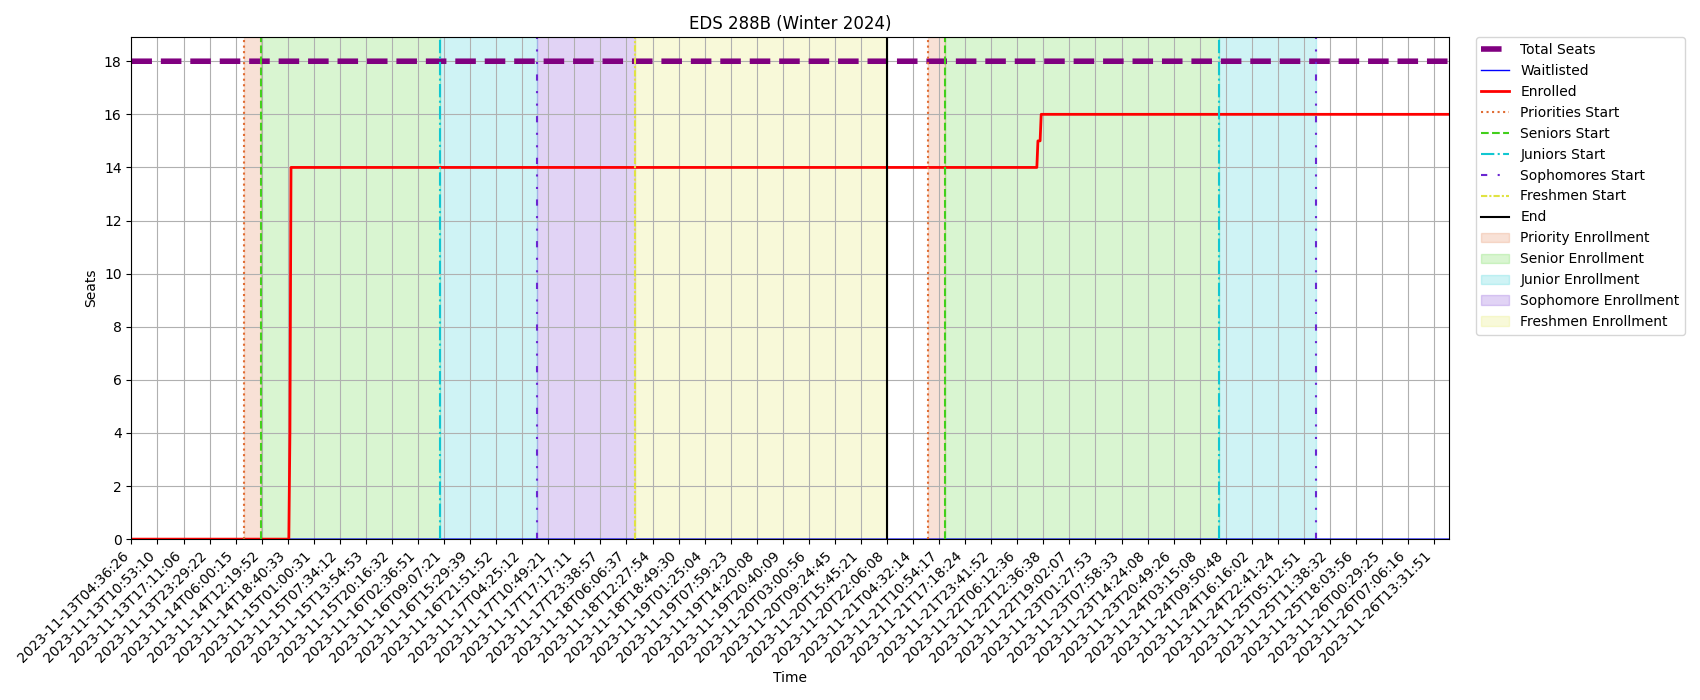 EDS 288B (Winter 2024)
Seats
18
16
14
12
10
8
6
4
2
0
2023-11-13T04:36:26
2023-11-13T10:53:10
2023-11-13T17:11:06
2023-11-13T23:29:22
2023-11-14T06:00:15
2023-11-14T12:19:52
2023-11-14T18:40:33
2023-11-15T01:00:31
2023-11-15T07:34:12
2023-11-15T13:54:53
2023-11-15T20:16:32
2023-11-16T02:36:51
2023-11-16T09:07:21
2023-11-16T15:29:39
2023-11-16T21:51:52
2023-11-17T04:25:12
2023-11-17T10:49:21
2023-11-17T17:17:11
2023-11-17T23:38:57
2023-11-18T06:06:37
2023-11-18T12:27:54
2023-11-18T18:49:30
2023-11-19T01:25:04
2023-11-19T07:59:23
2023-11-19T14:20:08
2023-11-19T20:40:09
2023-11-20T03:00:56
2023-11-20T09:24:45
2023-11-20T15:45:21
2023-11-20T22:06:08
2023-11-21T04:32:14
2023-11-21T10:54:17
2023-11-21T17:18:24
2023-11-21T23:41:52
2023-11-22T06:12:36
2023-11-22T12:36:38
2023-11-22T19:02:07
2023-11-23T01:27:53
2023-11-23T07:58:33
2023-11-23T14:24:08
2023-11-23T20:49:26
2023-11-24T03:15:08
2023-11-24T09:50:48
2023-11-24T16:16:02
2023-11-24T22:41:24
2023-11-25T05:12:51
2023-11-25T11:38:32
2023-11-25T18:03:56
2023-11-26T00:29:25
2023-11-26T07:06:16
2023-11-26T13:31:51
Time
Total Seats
Waitlisted
Enrolled
Priorities Start
Seniors Start
Juniors Start
Sophomores Start
Freshmen Start
End
Priority Enrollment
Senior Enrollment
Junior Enrollment
Sophomore Enrollment
Freshmen Enrollment